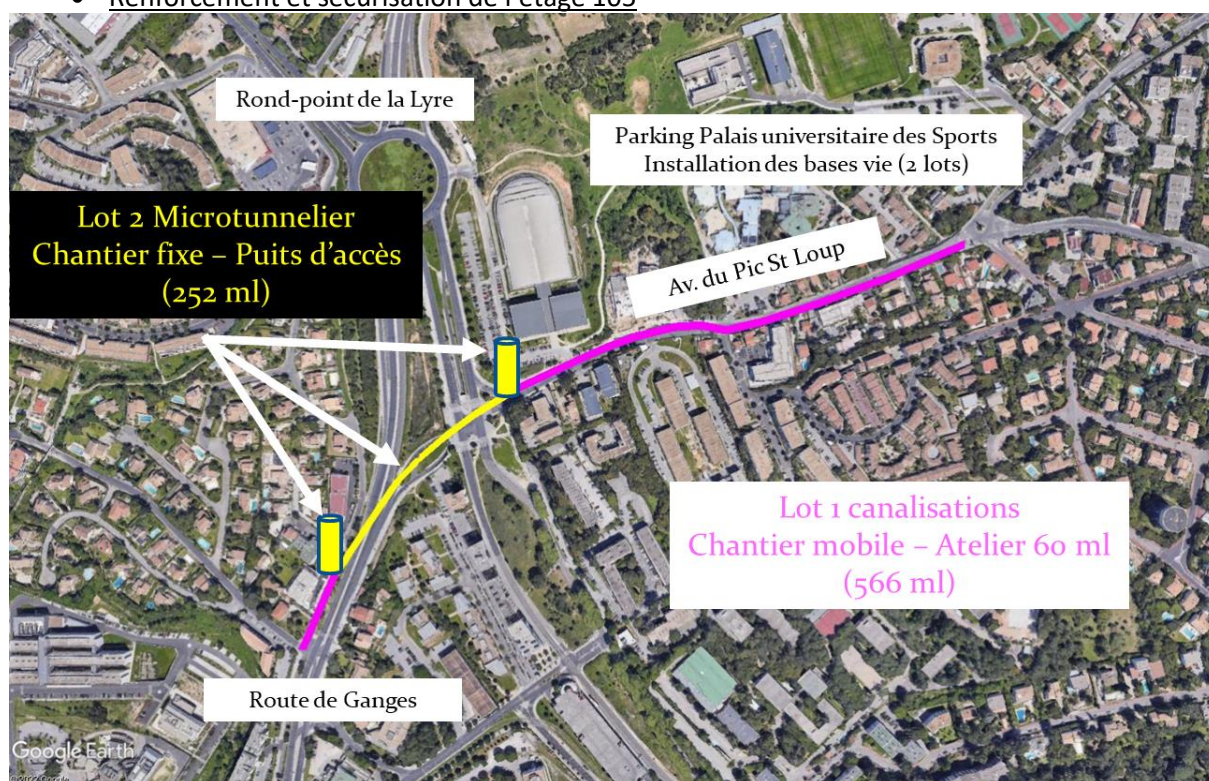 • Renforcement et sécurisation de l'étage 105
Rond-point de la Lyre
Parking Palais universitaire des Sports
Installation des bases vie (2 lots)
Lot 2 Microtunnelier
Chantier fixe – Puits d'accès
(252 ml)
Av. du Pic St Loup
Lot 1 canalisations
Chantier mobile – Atelier 60 ml
(566 ml)
Route de Ganges
Google Earth
©2022 Google